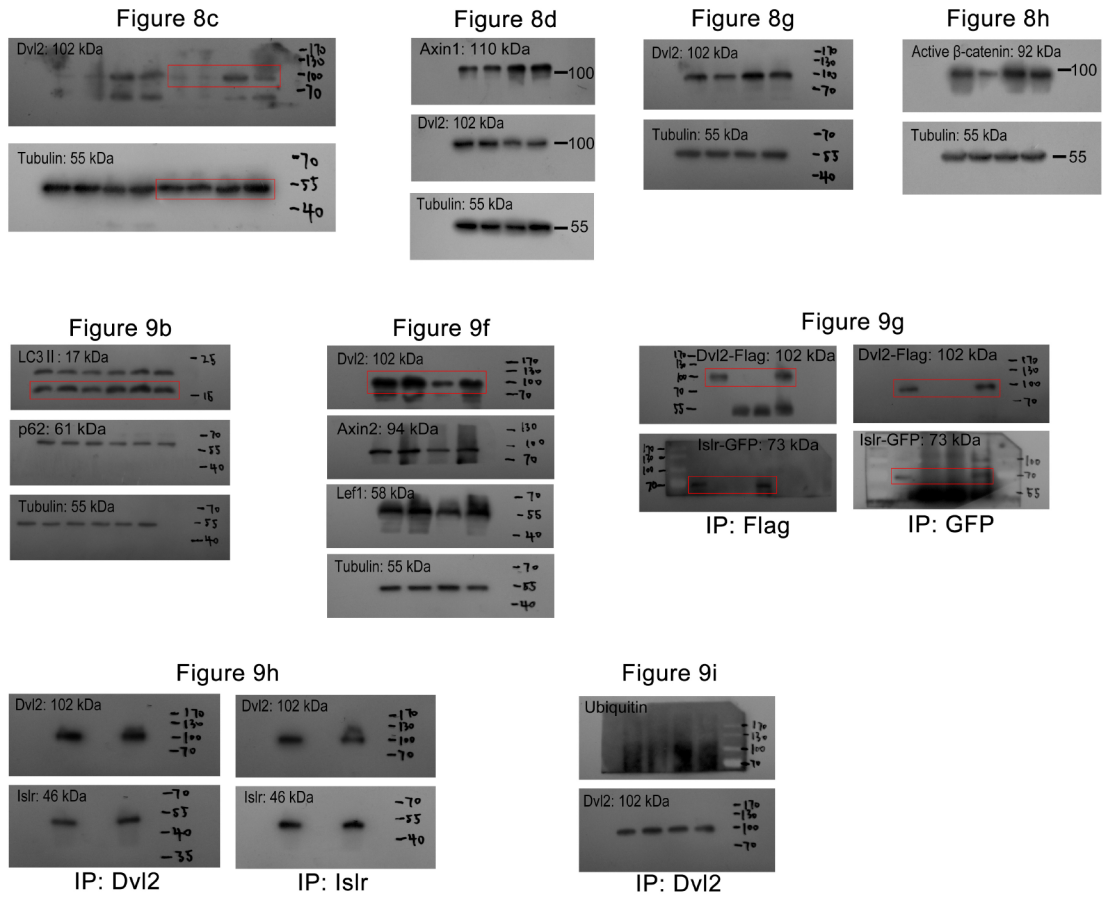 Figure 8c
Dvl2: 102 kDa
-170
-130
-100
-70
Tubulin: 55 kDa
-70
-55
-40
Figure 8d
Axin1: 110 kDa
100
Dvl2: 102 kDa
100
Tubulin: 55 kDa
55
Figure 8g
Dvl2: 102 kDa
-170
-130
-100
-70
Tubulin: 55 kDa
-70
-55
-40
Figure 8h
Active β-catenin: 92 kDa
100
Tubulin: 55 kDa
55
Figure 9b
LC3Ⅱ: 17 kDa
-25
-15
p62: 61 kDa
-70
-55
-40
Tubulin: 55 kDa
-70
-55
-40
Figure 9f
Dvl2: 102 kDa
-170
-130
-100
-70
Axin2: 94 kDa
-130
-100
-70
Lef1: 58 kDa
-70
-55
-40
Tubulin: 55 kDa
-70
-55
-40
Figure 9g
Dvl2-Flag: 102 kDa
170-
130-
100-
70-
55-
Islr-GFP: 73 kDa
170-
130-
100-
70-
IP: Flag
Dvl2-Flag: 102 kDa
-170
-130
-100
-70
Islr-GFP: 73 kDa
-100
-70
-55
IP: GFP
Figure 9h
Dvl2: 102 kDa
-170
-130
-100
-70
Islr: 46 kDa
-70
-55
-40
-35
IP: Dvl2
Dvl2: 102 kDa
-170
-130
-100
-70
Islr: 46 kDa
-70
-55
-40
IP: Islr
Figure 9i
Ubiquitin
-170
-130
-100
-70
Dvl2: 102 kDa
-170
-130
-100
-70
IP: Dvl2